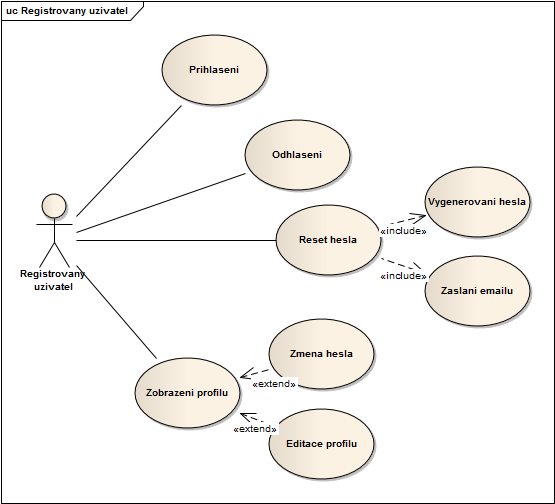 uc Registrovany uzivatel
Prihlaseni
Odhlaseni
Vygenerovani hesla
«include»
Reset hesla
Registrovany
uzivatel
«include»
Zaslani emailu
Zmena hesla
«extend»
Zobrazeni profilu
«extend»
Editace profilu